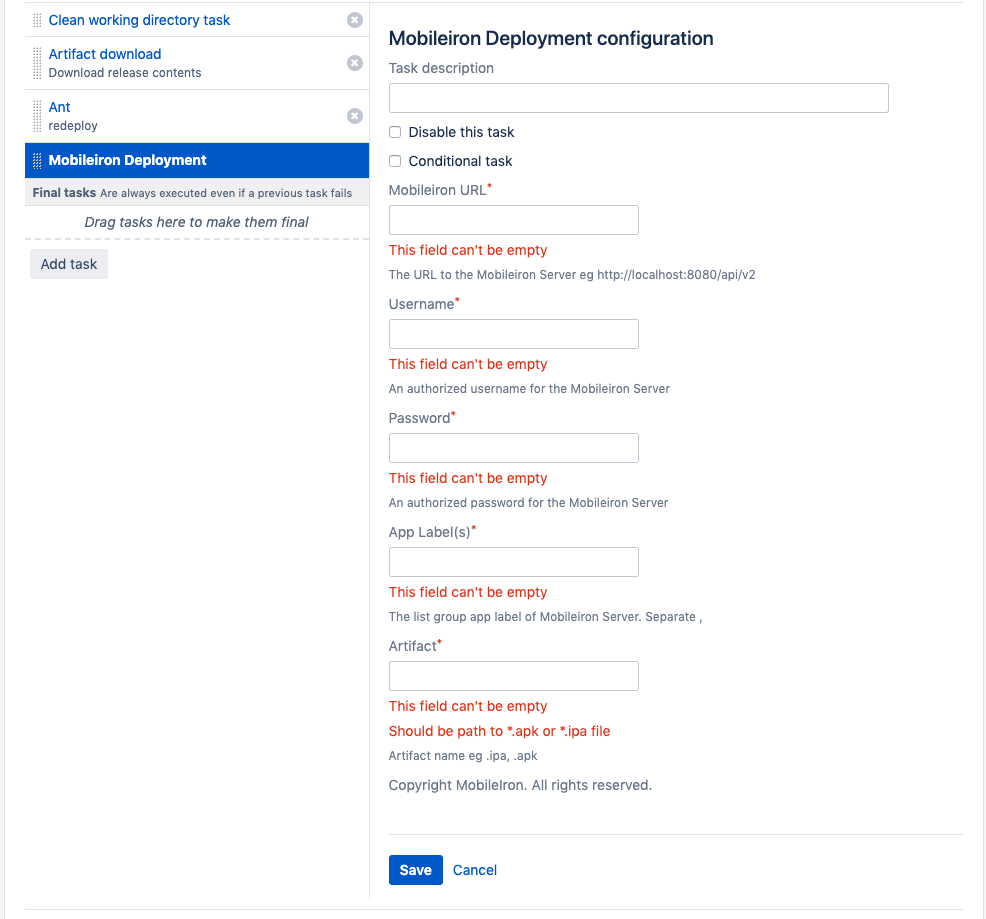 Clean working directory task
Artifact download
Download release contents
Ant
redeploy
Mobileiron Deployment
Final tasks Are always executed even if a previous task fails
Drag tasks here to make them final
Add task
Mobileiron Deployment configuration
Task description
Disable this task
Conditional task
Mobileiron URL*
This field can't be empty
The URL to the Mobileiron Server eg http://localhost:8080/api/v2
Username*
This field can't be empty
An authorized username for the Mobileiron Server
Password*
This field can't be empty
An authorized password for the Mobileiron Server
App Label(s)*
This field can't be empty
The list group app label of Mobileiron Server. Separate ,
Artifact*
This field can't be empty
Should be path to *.apk or *.ipa file
Artifact name eg .ipa, .apk
Copyright MobileIron. All rights reserved.
Save Cancel